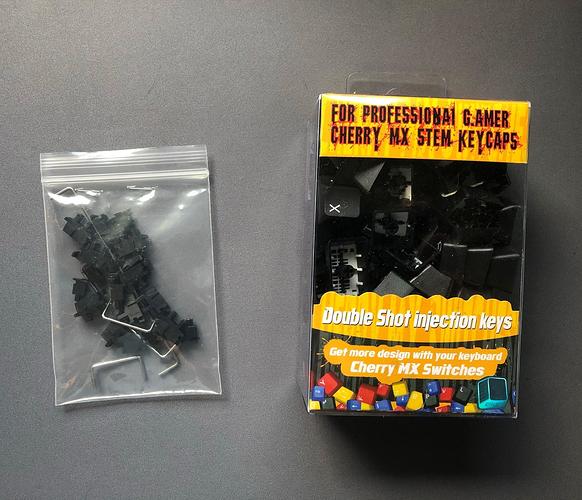 FOR PROFESSIONAl G.AMER
CHERRY MX STEM KEYCAPS
X
Double Shot injection keys
Get more design with your keyboard
Cherry MX Switches